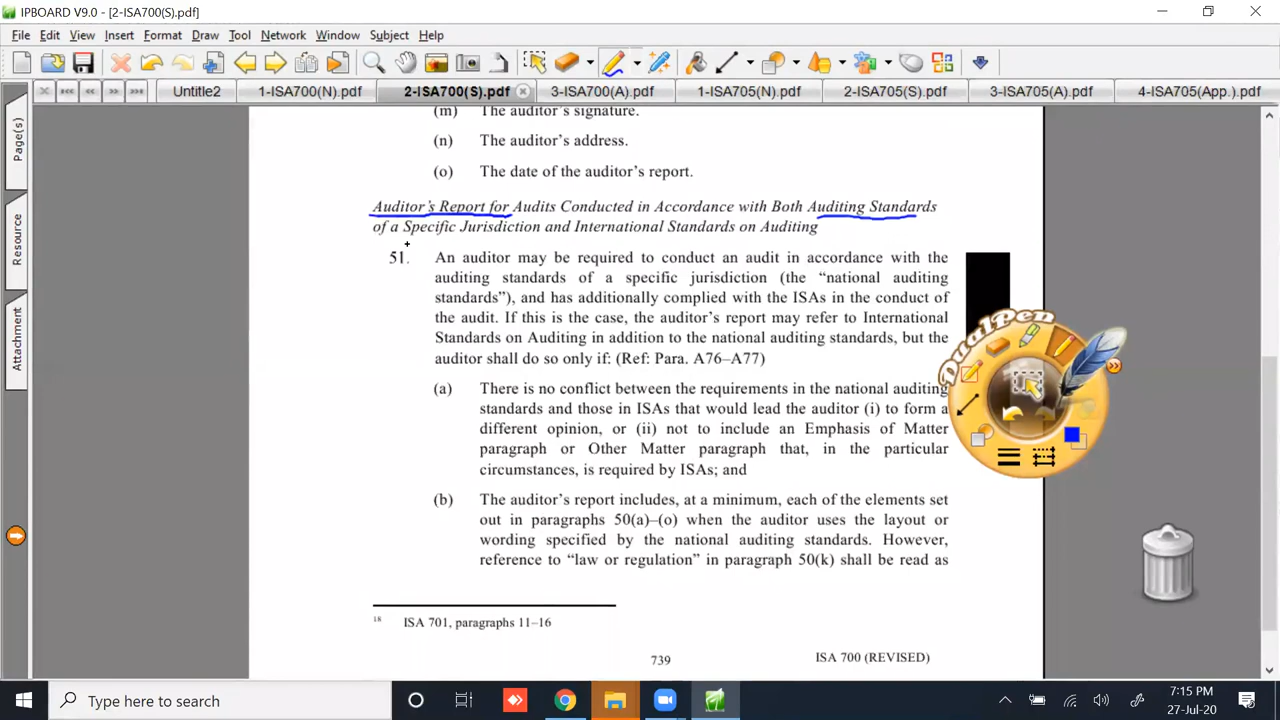 IPBOARD V9.0 - [2-ISA700(S).pdf]
File Edit View Insert Format Draw Tool Network Window Subject Help
Untitle2 1-ISA700(N).pdf 2-ISA700(S).pdf 3-ISA700(A).pdf 1-ISA705(N).pdf 2-ISA705(S).pdf 3-ISA705(A).pdf 4-ISA705(App.).pdf
Page(s)
Resource
Attachment
(m) The auditor's signature.
(n) The auditor's address.
(o) The date of the auditor's report.
Auditor's Report for Audits Conducted in Accordance with Both Auditing Standards
of a Specific Jurisdiction and International Standards on Auditing
51. An auditor may be required to conduct an audit in accordance with the
auditing standards of a specific jurisdiction (the “national auditing
standards”), and has additionally complied with the ISAs in the conduct of
the audit. If this is the case, the auditor's report may refer to International
Standards on Auditing in addition to the national auditing standards, but the
auditor shall do so only if: (Ref: Para. A76–A77)
(a) There is no conflict between the requirements in the national auditing
standards and those in ISAs that would lead the auditor (i) to form a
different opinion, or (ii) not to include an Emphasis of Matter
paragraph or Other Matter paragraph that, in the particular
circumstances, is required by ISAs; and
(b) The auditor's report includes, at a minimum, each of the elements set
out in paragraphs 50(a)–(o) when the auditor uses the layout or
wording specified by the national auditing standards. However,
reference to “law or regulation” in paragraph 50(k) shall be read as
18 ISA 701, paragraphs 11–16
739 ISA 700 (REVISED)
DualPen
Type here to search
7:15 PM
27-Jul-20